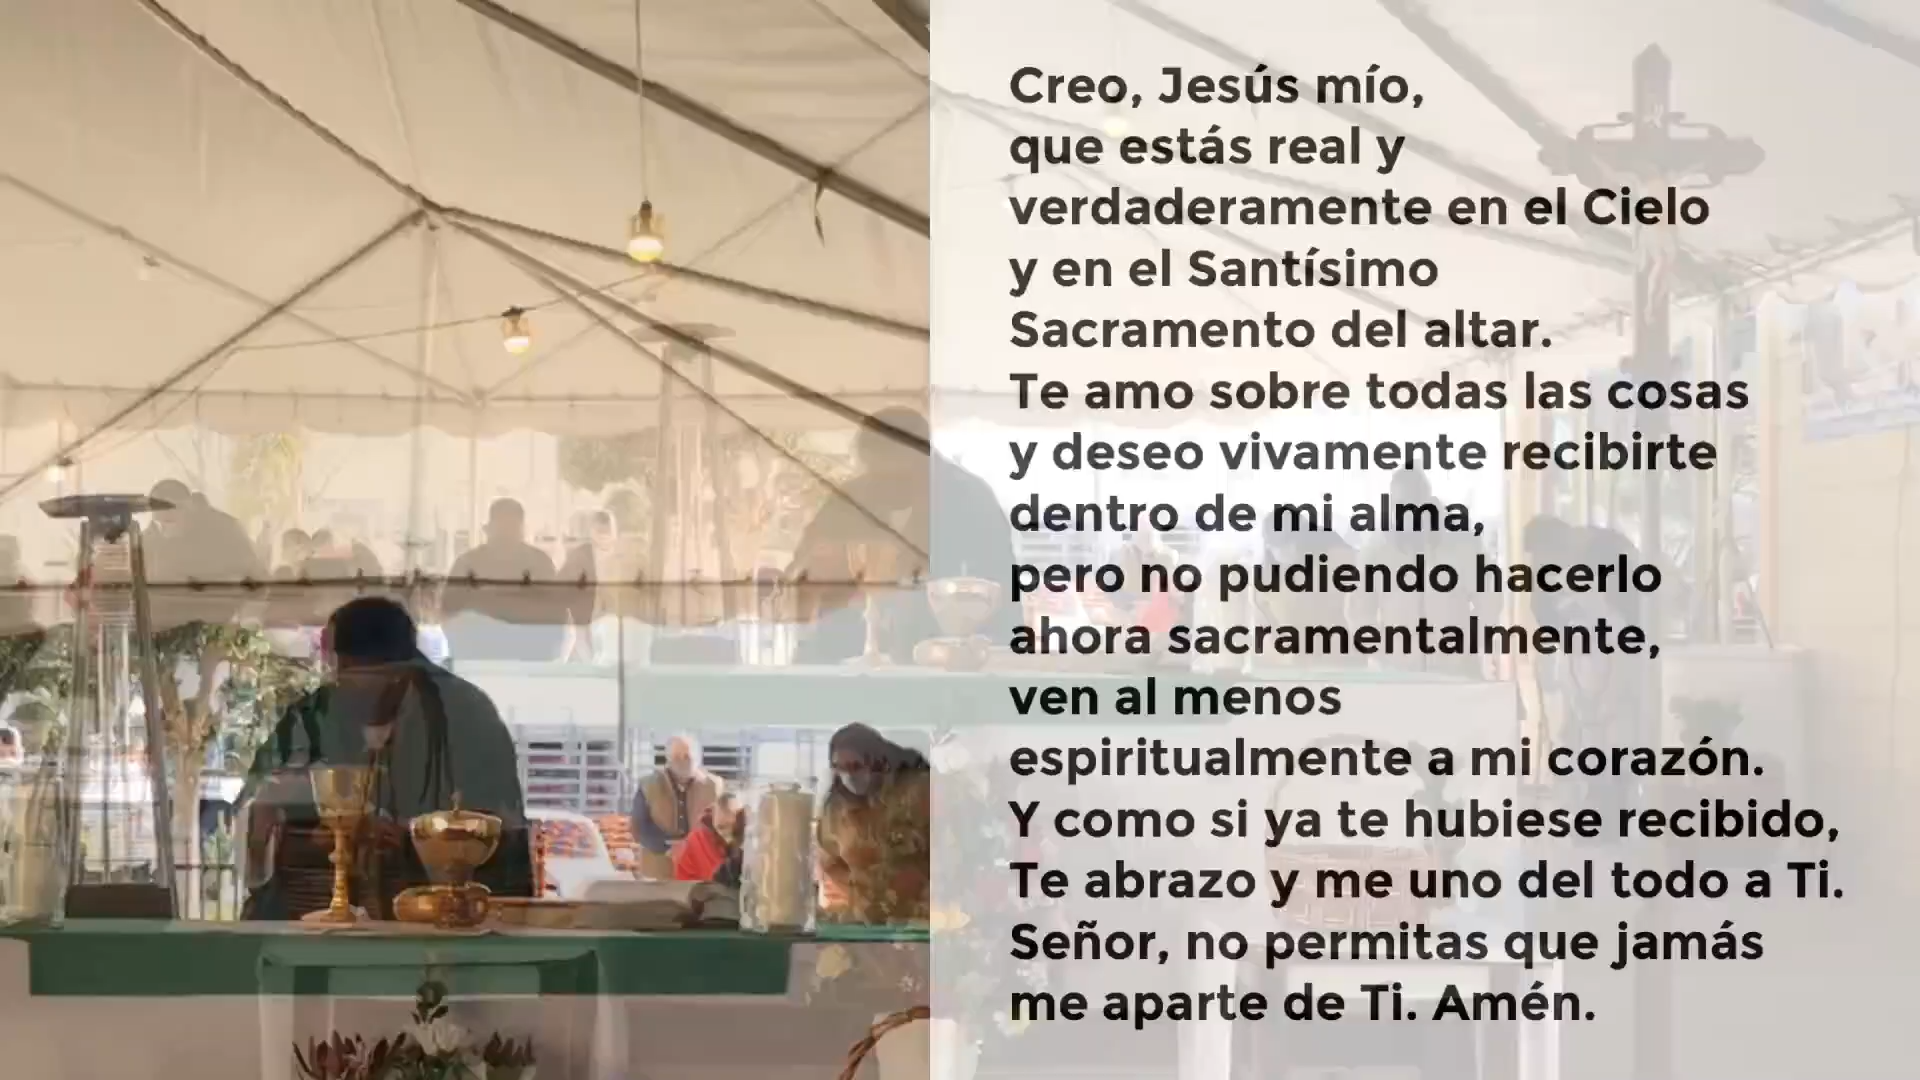 Creo, Jesús mío,
que estás real y
verdaderamente en el Cielo
y en el Santísimo
Sacramento del altar.
Te amo sobre todas las cosas
y deseo vivamente recibirte
dentro de mi alma,
pero no pudiendo hacerlo
ahora sacramentalmente,
ven al menos
espiritualmente a mi corazón.
Y como si ya te hubiese recibido,
Te abrazo y me uno del todo a Ti.
Señor, no permitas que jamás
me aparte de Ti. Amén.